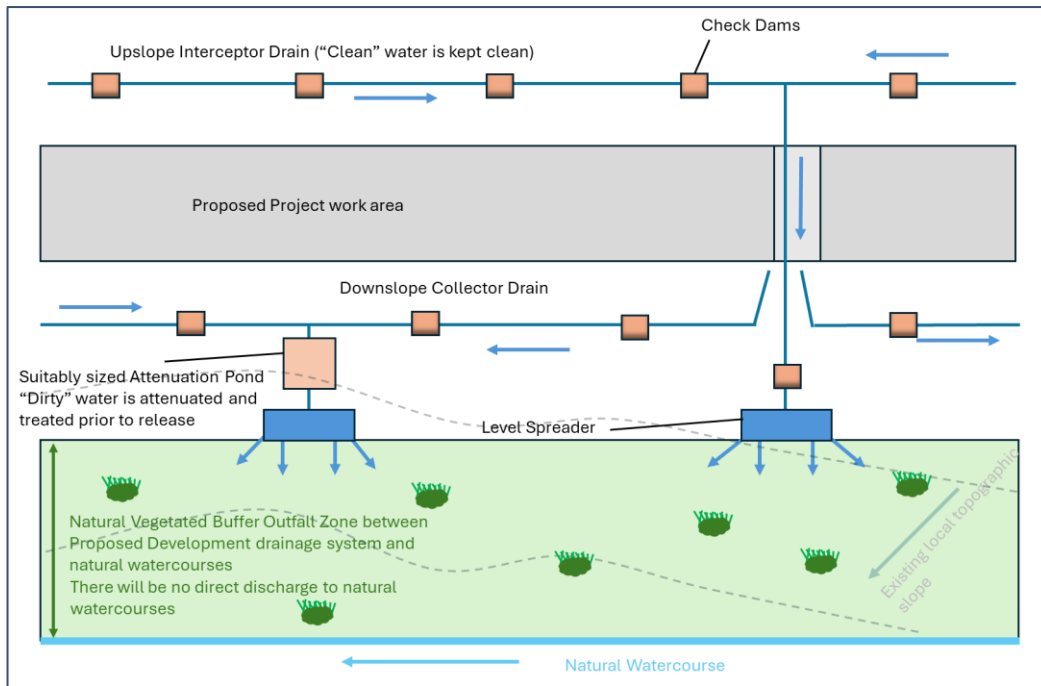 Check Dams
Upslope Interceptor Drain (“Clean” water is kept clean)
Proposed Project work area
Downslope Collector Drain
Suitably sized Attenuation Pond
“Dirty” water is attenuated and
treated prior to release
Level Spreader
Natural Vegetated Buffer Outfall Zone between
Proposed Development drainage system and
natural watercourses
There will be no direct discharge to natural
watercourses
Existing local topographic
slope
Natural Watercourse